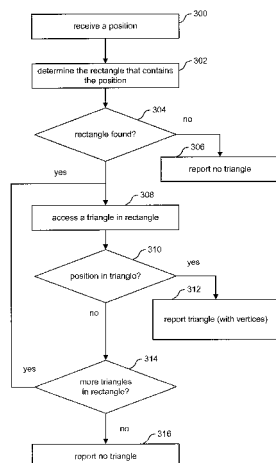 300
receive a position
302
determine the rectangle that contains
the position
304
rectangle found?
no
306
report no triangle
yes
308
access a triangle in rectangle
310
position in triangle?
yes
312
report triangle (with vertices)
no
314
more triangles
in rectangle?
yes
no
316
report no triangle